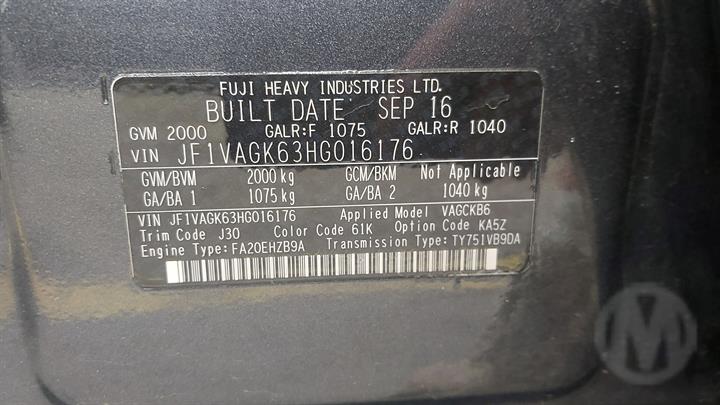 FUJI HEAVY INDUSTRIES LTD.
BUILT DATE SEP 16
GVM 2000 GALR:F 1075 GALR:R 1040
VIN JF1VAGK63HG016176
GVM/BVM 2000 kg GCM/BKM Not Applicable
GA/BA 1 1075 kg GA/BA 2 1040 kg
VIN JF1VAGK63HG016176 Applied Model VAGCKB6
Trim Code J30 Color Code 61K Option Code KA5Z
Engine Type:FA20EHZB9A Transmission Type:TY751VB9DA
M